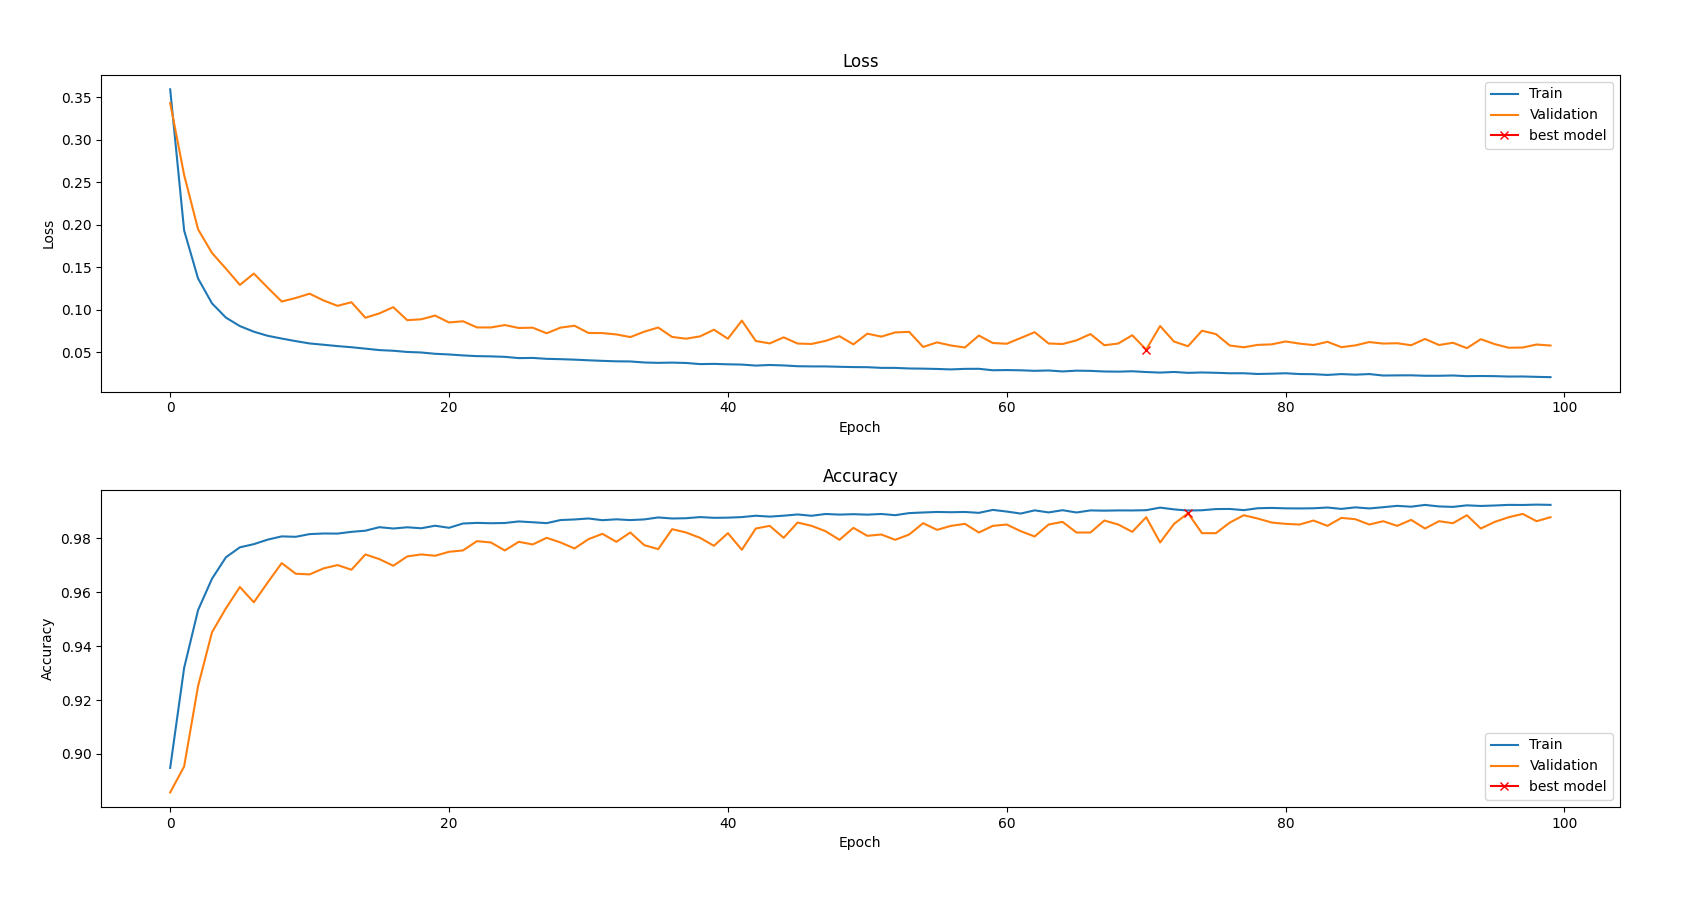 Loss
0.35
0.30
0.25
0.20
0.15
0.10
0.05
Loss
Train
Validation
best model
0 20 40 60 80 100
Epoch
Accuracy
0.98
0.96
0.94
0.92
0.90
Accuracy
Train
Validation
best model
0 20 40 60 80 100
Epoch